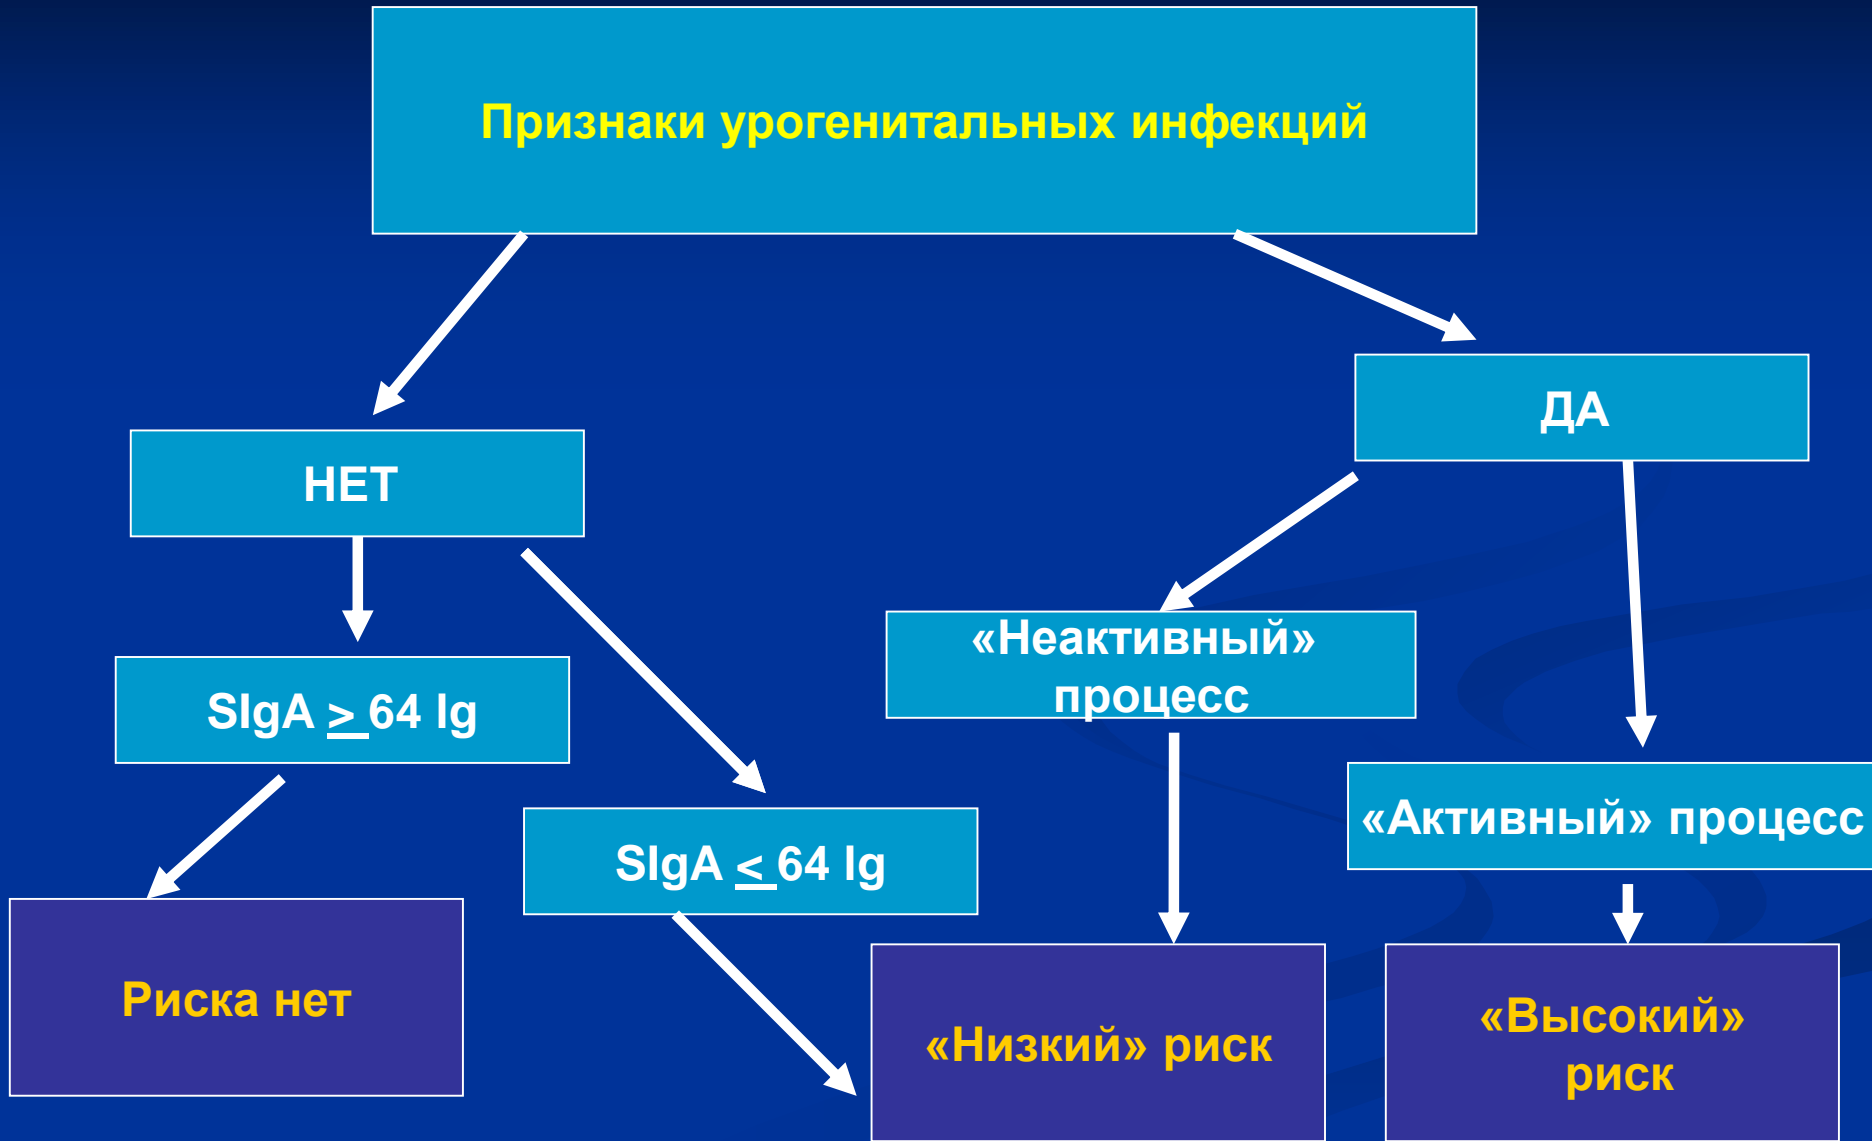 Признаки урогенитальных инфекций
ДА
НЕТ
«Неактивный»
процесс
SIgA ≥ 64 Ig
«Активный» процесс
SIgA ≤ 64 Ig
Риска нет
«Низкий» риск
«Высокий»
риск